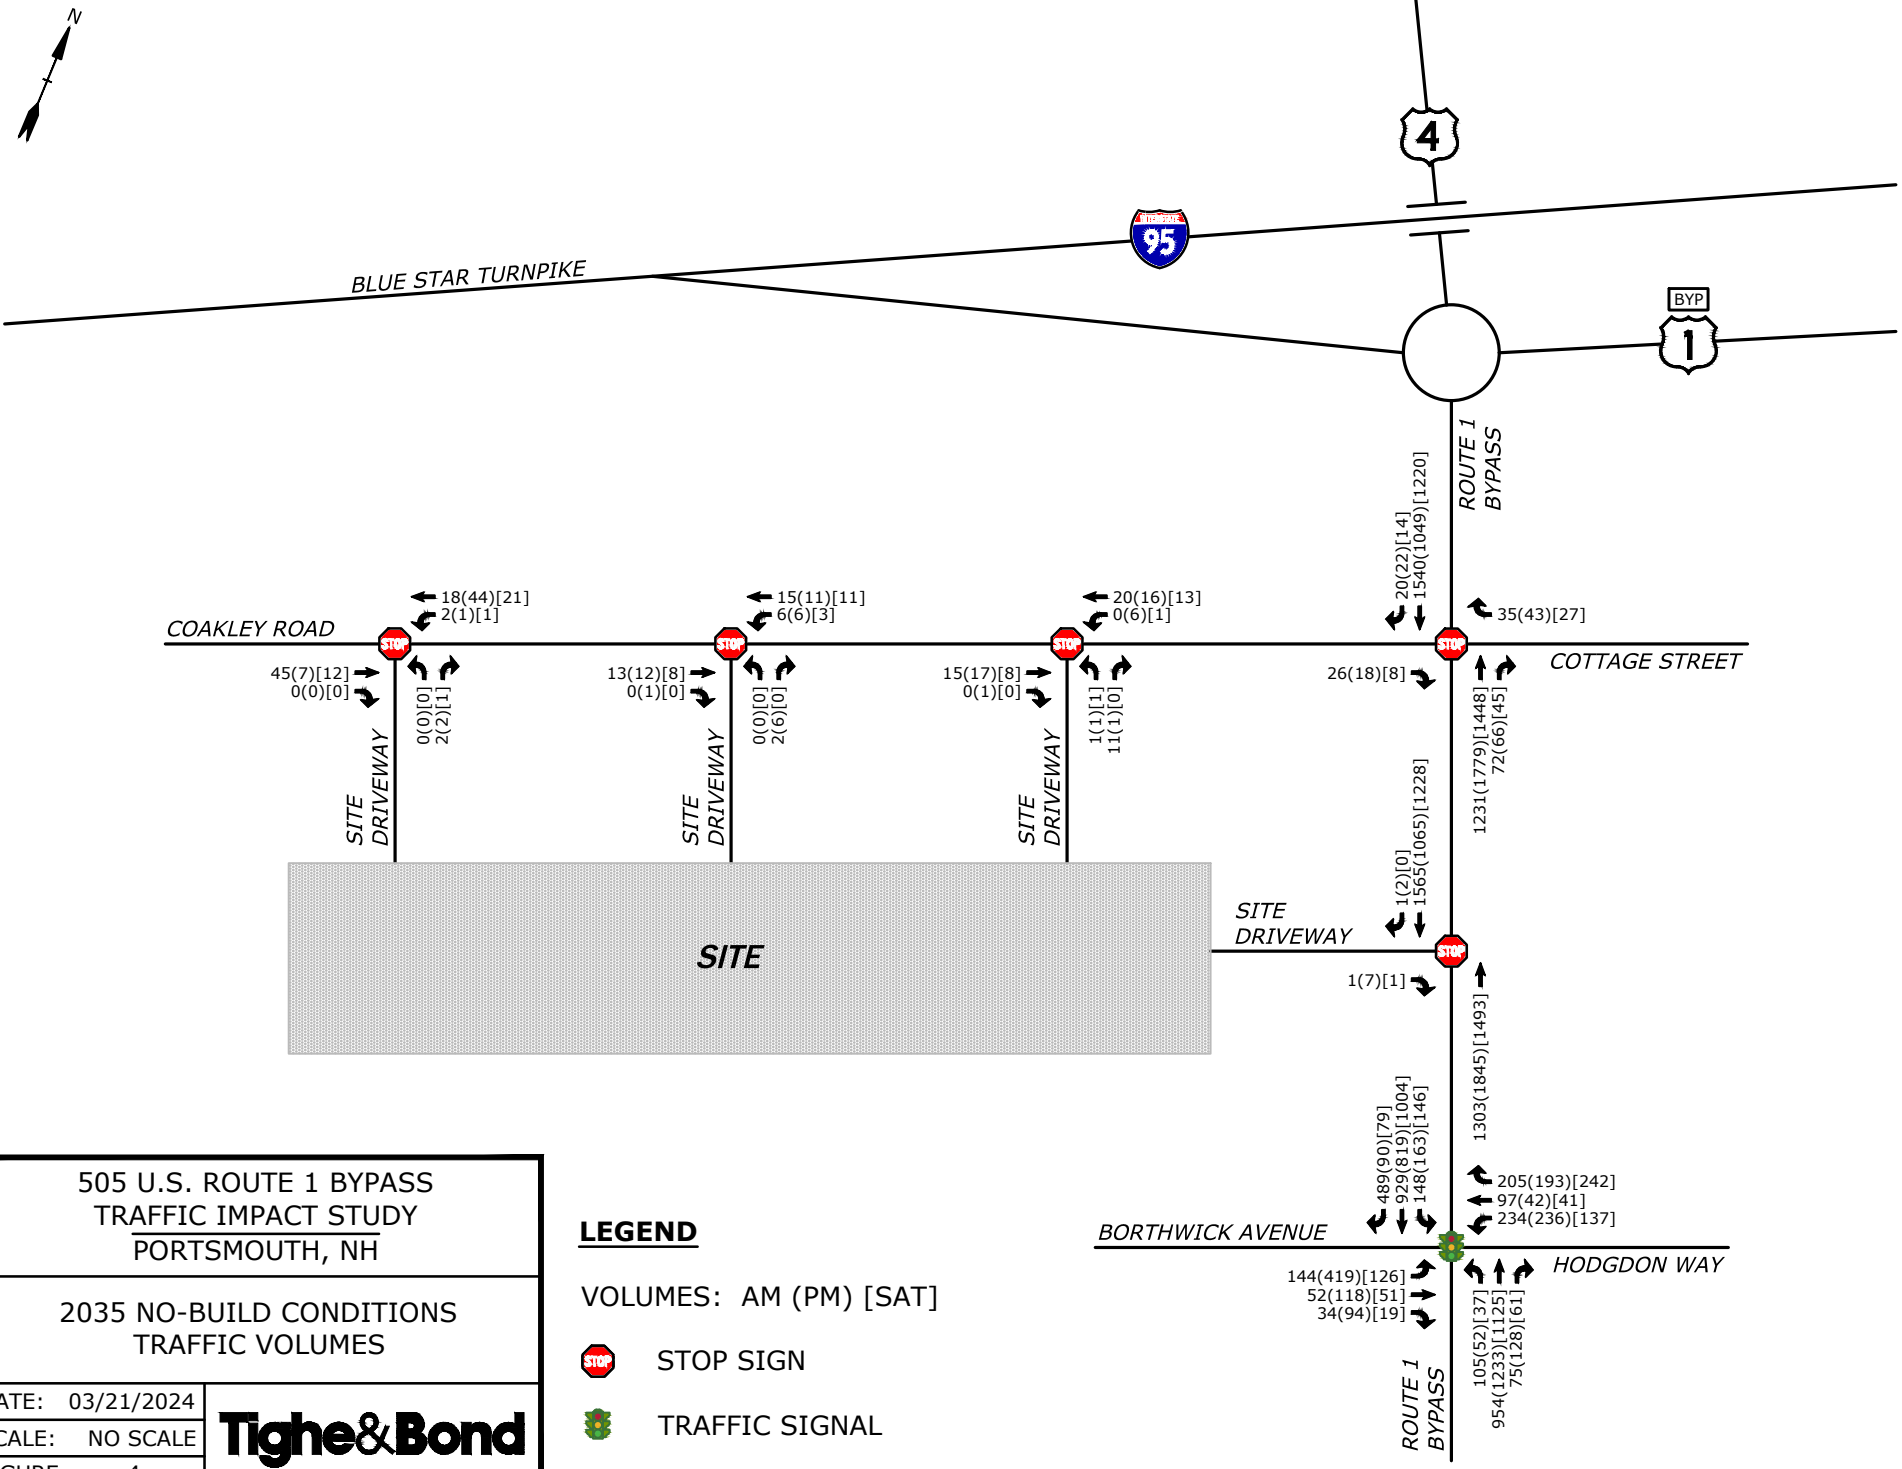 N
4
INTERSTATE
95
BLUE STAR TURNPIKE
BYP
1
ROUTE 1
BYPASS
20(22)[14]
1540(1049)[1220]
18(44)[21]
2(1)[1]
15(11)[11]
6(6)[3]
20(16)[13]
0(6)[1]
35(43)[27]
COAKLEY ROAD
STOP
STOP
STOP
STOP
COTTAGE STREET
45(7)[12]
0(0)[0]
0(0)[0]
2(2)[1]
13(12)[8]
0(1)[0]
0(0)[0]
2(6)[0]
15(17)[8]
0(1)[0]
1(1)[1]
11(1)[0]
26(18)[8]
1231(1779)[1448]
72(66)[45]
SITE
DRIVEWAY
SITE
DRIVEWAY
SITE
DRIVEWAY
1(2)[0]
1565(1065)[1228]
SITE
SITE
DRIVEWAY
STOP
1(7)[1]
1303(1845)[1493]
489(90)[79]
929(819)[1004]
148(163)[146]
205(193)[242]
97(42)[41]
234(236)[137]
BORTHWICK AVENUE
HODGDON WAY
144(419)[126]
52(118)[51]
34(94)[19]
105(52)[37]
954(1233)[1125]
75(128)[61]
ROUTE 1
BYPASS
505 U.S. ROUTE 1 BYPASS
TRAFFIC IMPACT STUDY
PORTSMOUTH, NH
2035 NO-BUILD CONDITIONS
TRAFFIC VOLUMES
ATE: 03/21/2024
CALE: NO SCALE
Tighe&Bond
LEGEND
VOLUMES: AM (PM) [SAT]
STOP
STOP SIGN
TRAFFIC SIGNAL